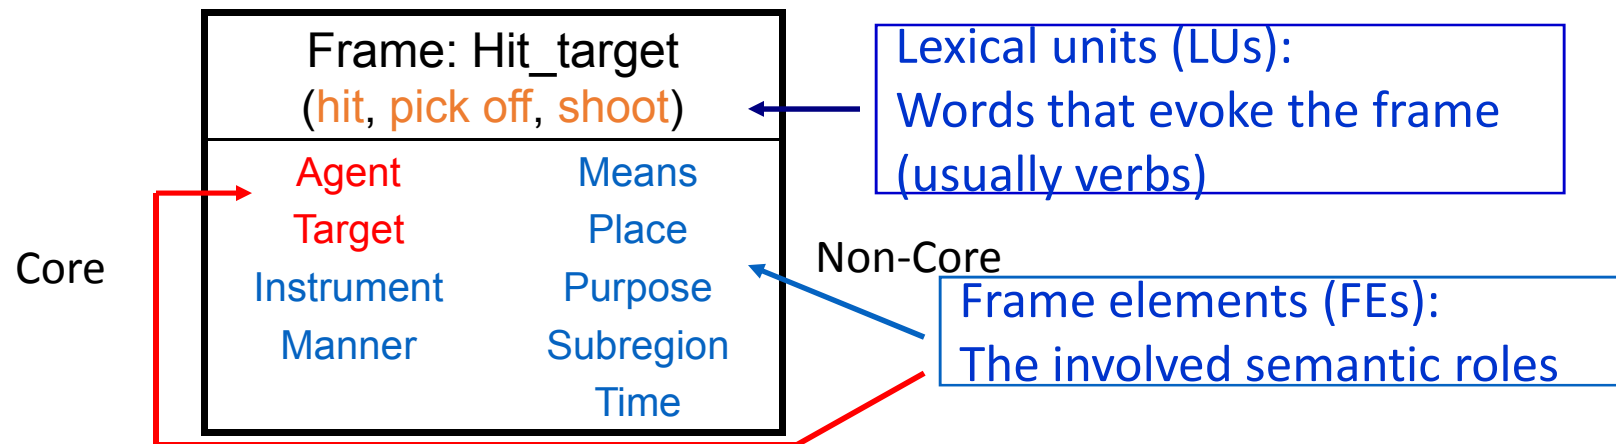 Frame: Hit_target
(hit, pick off, shoot)
Agent
Target
Instrument
Manner
Means
Place
Purpose
Subregion
Time
Core
Non-Core
Lexical units (LUs):
Words that evoke the frame
(usually verbs)
Frame elements (FEs):
The involved semantic roles